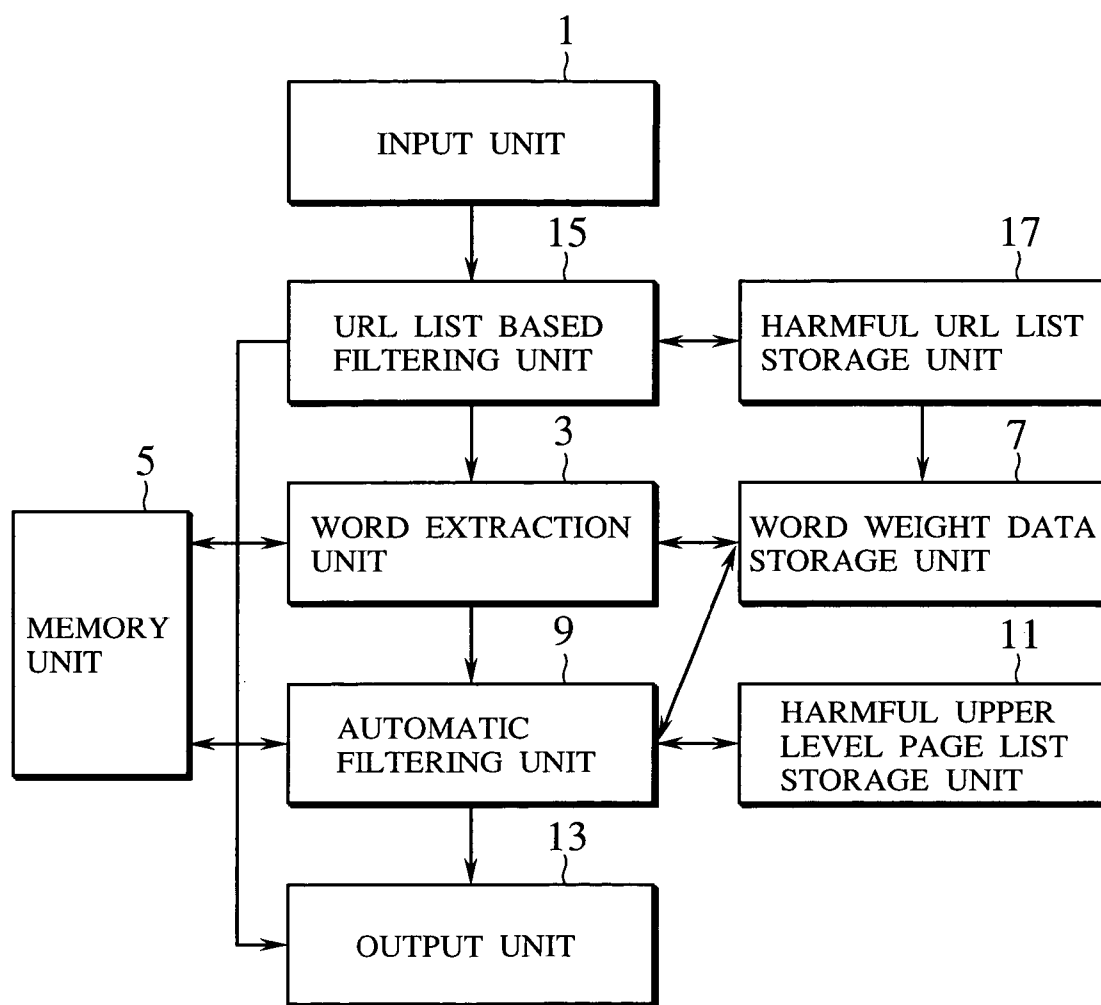 1
INPUT UNIT
15
URL LIST BASED
FILTERING UNIT
17
HARMFUL URL LIST
STORAGE UNIT
3
WORD EXTRACTION
UNIT
7
WORD WEIGHT DATA
STORAGE UNIT
5
MEMORY
UNIT
9
AUTOMATIC
FILTERING UNIT
11
HARMFUL UPPER
LEVEL PAGE LIST
STORAGE UNIT
13
OUTPUT UNIT